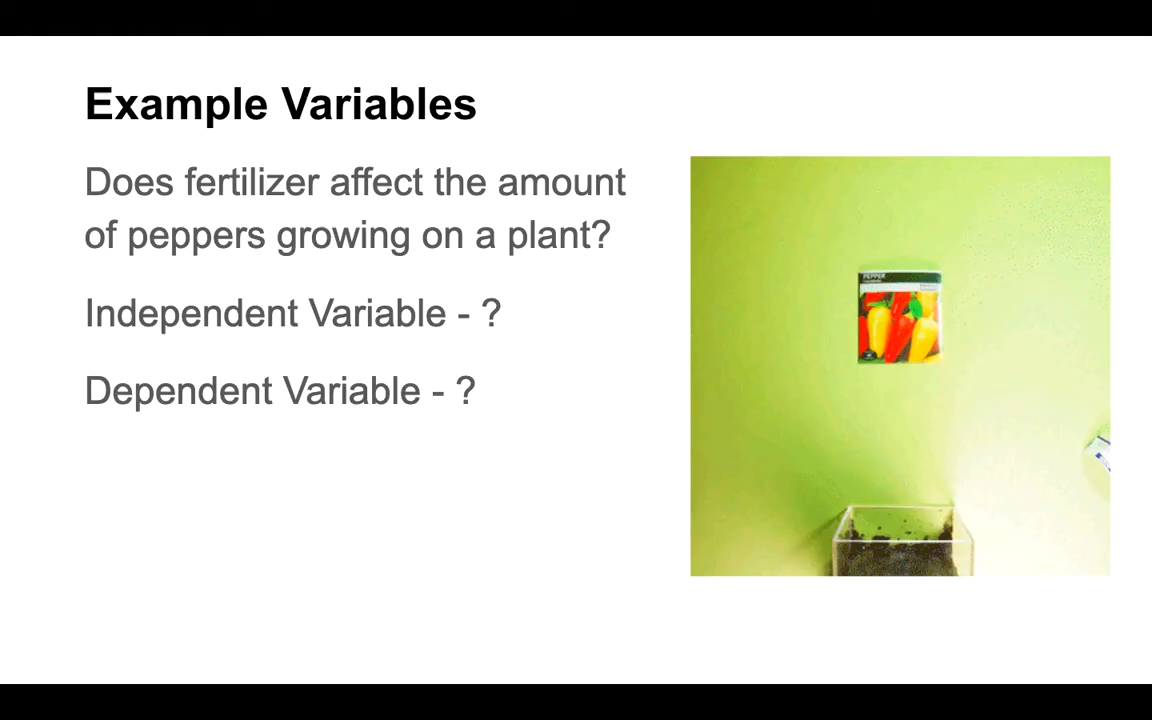 Example Variables
Does fertilizer affect the amount
of peppers growing on a plant?
Independent Variable - ?
Dependent Variable - ?
PEPPER